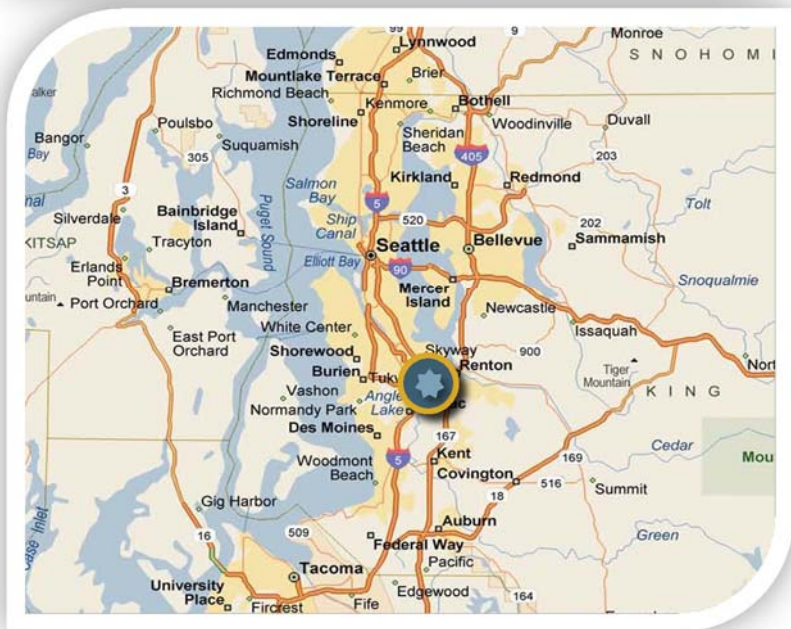 99
9
Monroe
Edmonds
Lynnwood
SNOHOMI
Mountlake Terrace
Brier
Richmond Beach
Kenmore
Bothell
Poulsbo
Shoreline
Woodinville
Duvall
Bangor
Suquamish
Sheridan
Beach
Bay
305
405
203
Salmon
Bay
Kirkland
Redmond
3
5
Tolt
Silverdale
Bainbridge
Island
Puget Sound
Ship
Canal
520
202
KITSAP
Tracyton
Seattle
Bellevue
Sammamish
Elliott Bay
90
Erlands
Point
Bremerton
Mercer
Island
Snoqualmie
Port Orchard
Manchester
Newcastle
East Port
Orchard
White Center
Issaquah
Shorewood
Skyway
900
Burien
Renton
Tiger
Mountain
Vashon
Angle
Lake
KING
Normandy Park
Des Moines
167
Cedar
5
Kent
169
Woodmont
Beach
Covington
516
Summit
18
Gig Harbor
Auburn
16
509
Federal Way
Green
Tacoma
Pacific
University
Place
Edgewood
164
Fircrest
Fife